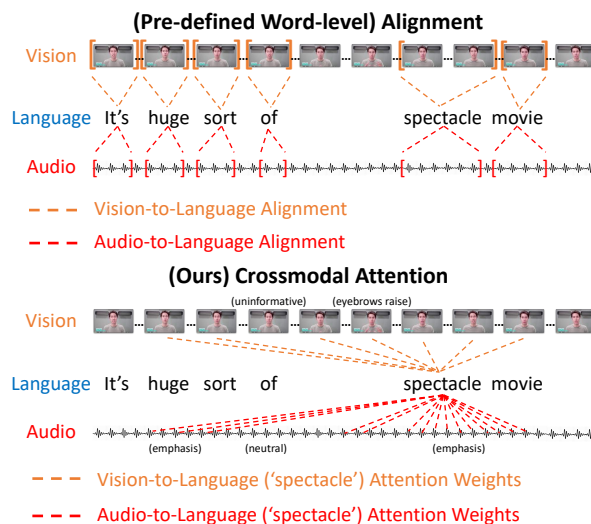 (Pre-defined Word-level) Alignment
Vision
Language It's huge sort of spectacle movie
Audio
Vision-to-Language Alignment
Audio-to-Language Alignment
(Ours) Crossmodal Attention
(uninformative) (eyebrows raise)
Vision
Language It's huge sort of spectacle movie
Audio
(emphasis) (neutral) (emphasis)
Vision-to-Language ('spectacle') Attention Weights
Audio-to-Language ('spectacle') Attention Weights